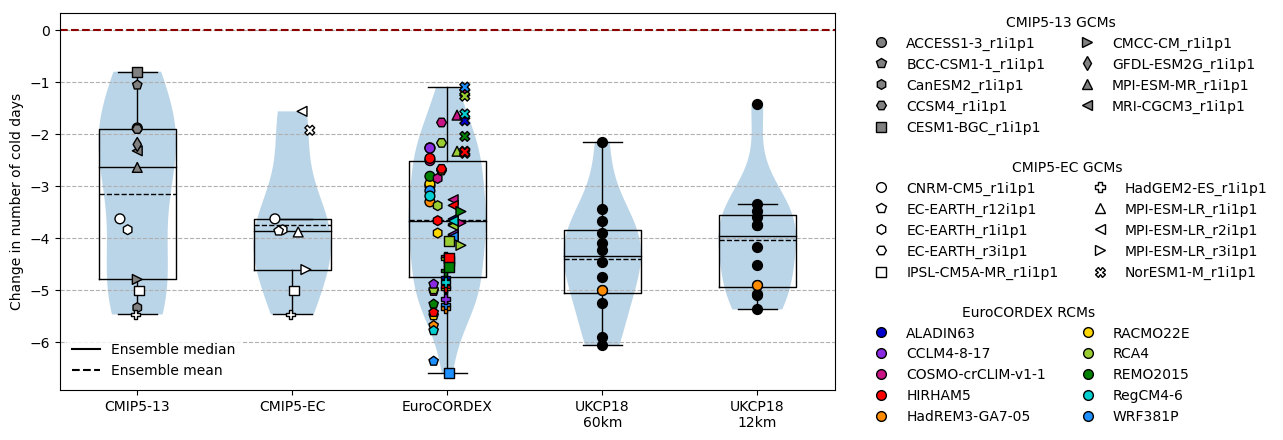 Change in number of cold days
0
−1
−2
−3
−4
−5
−6
Ensemble median
Ensemble mean
CMIP5-13
CMIP5-EC
EuroCORDEX
UKCP18
60km
UKCP18
12km
CMIP5-13 GCMs
ACCESS1-3_r1i1p1
BCC-CSM1-1_r1i1p1
CanESM2_r1i1p1
CCSM4_r1i1p1
CESM1-BGC_r1i1p1
CMCC-CM_r1i1p1
GFDL-ESM2G_r1i1p1
MPI-ESM-MR_r1i1p1
MRI-CGCM3_r1i1p1
CMIP5-EC GCMs
CNRM-CM5_r1i1p1
EC-EARTH_r12i1p1
EC-EARTH_r1i1p1
EC-EARTH_r3i1p1
IPSL-CM5A-MR_r1i1p1
HadGEM2-ES_r1i1p1
MPI-ESM-LR_r1i1p1
MPI-ESM-LR_r2i1p1
MPI-ESM-LR_r3i1p1
NorESM1-M_r1i1p1
EuroCORDEX RCMs
ALADIN63
CCLM4-8-17
COSMO-crCLIM-v1-1
HIRHAM5
HadREM3-GA7-05
RACMO22E
RCA4
REMO2015
RegCM4-6
WRF381P